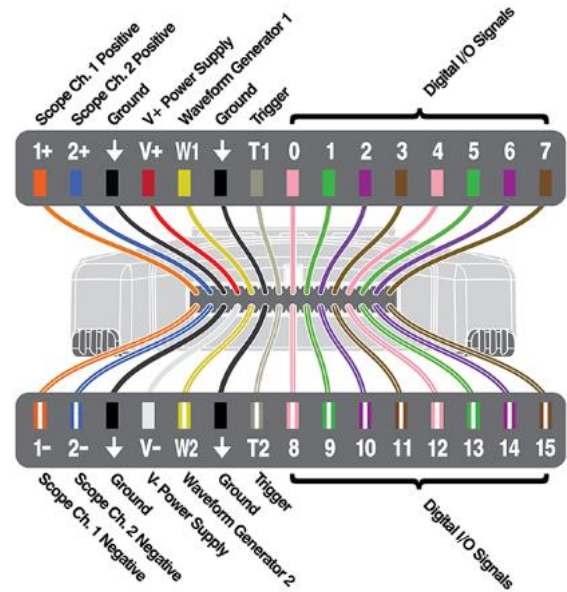 Scope Ch. 1 Positive
Scope Ch. 2 Positive
Ground
V+ Power Supply
Waveform Generator 1
Ground
Trigger
Digital I/O Signals
1+ 2+ ↓ V+ W1 ↓ T1 0 1 2 3 4 5 6 7
1- 2- ↓ V- W2 ↓ T2 8 9 10 11 12 13 14 15
Scope Ch. 1 Negative
Scope Ch. 2 Negative
Ground
V- Power Supply
Waveform Generator 2
Ground
Trigger
Digital I/O Signals